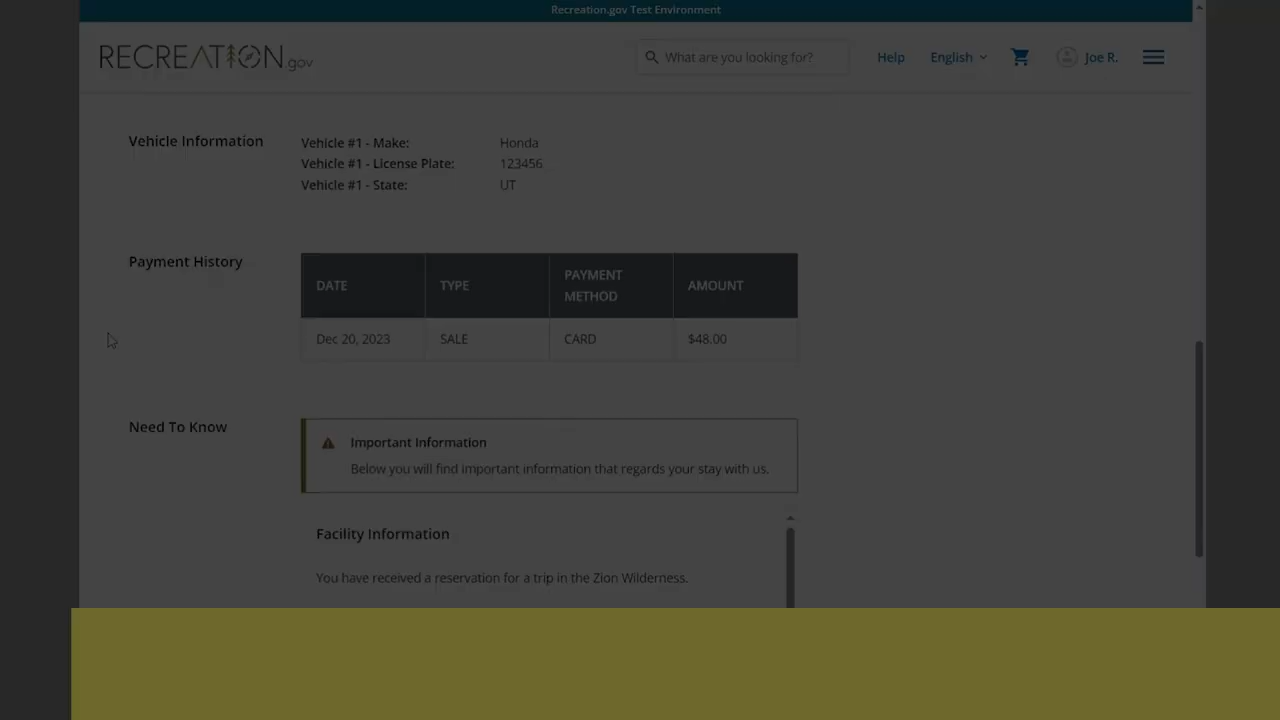 Recreation.gov Test Environment
RECREATION.gov
What are you looking for?
Help
English
Joe R.
Vehicle Information
Vehicle #1 - Make: Honda
Vehicle #1 - License Plate: 123456
Vehicle #1 - State: UT
Payment History
DATE TYPE PAYMENT METHOD AMOUNT
Dec 20, 2023 SALE CARD $48.00
Need To Know
Important Information
Below you will find important information that regards your stay with us.
Facility Information
You have received a reservation for a trip in the Zion Wilderness.